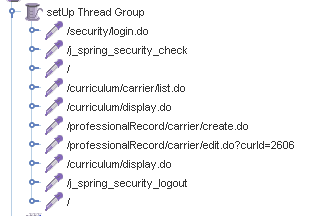 setUp Thread Group
/security/login.do
/j_spring_security_check
/
/curriculum/carrier/list.do
/curriculum/display.do
/professionalRecord/carrier/create.do
/professionalRecord/carrier/edit.do?curId=2606
/curriculum/display.do
/j_spring_security_logout
/